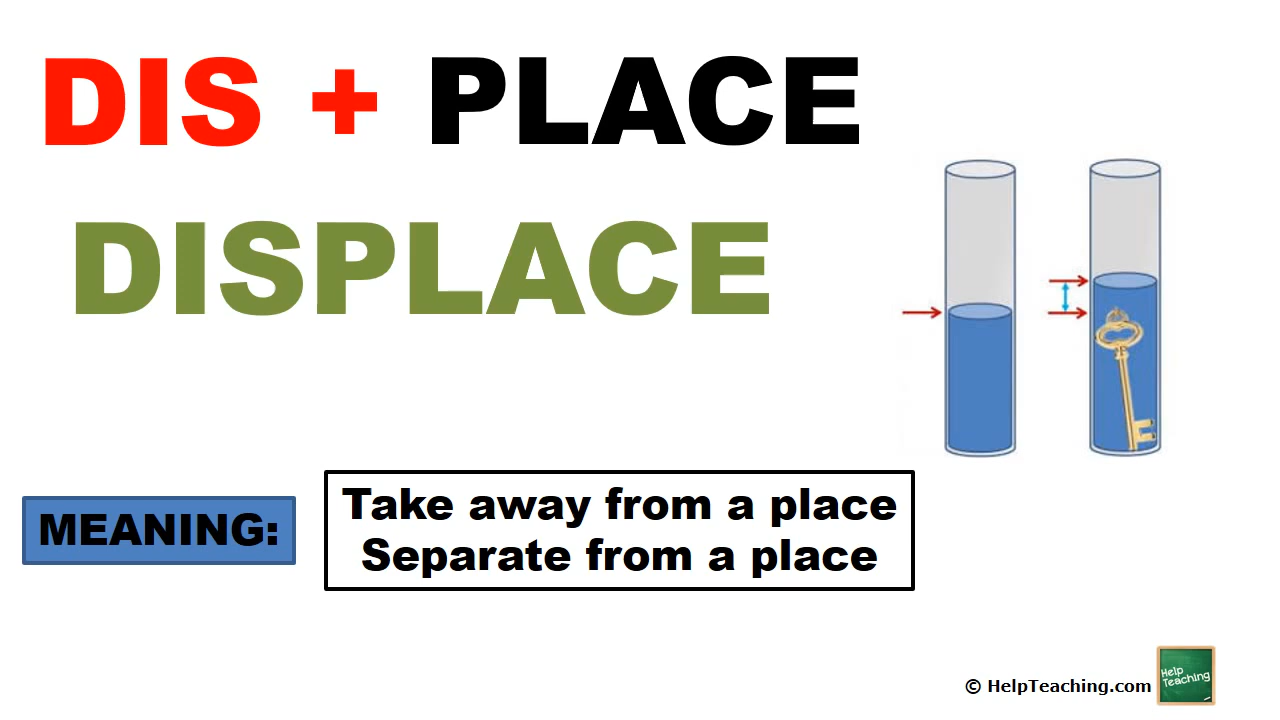 DIS + PLACE
DISPLACE
MEANING:
Take away from a place
Separate from a place
© HelpTeaching.com
Help
Teaching